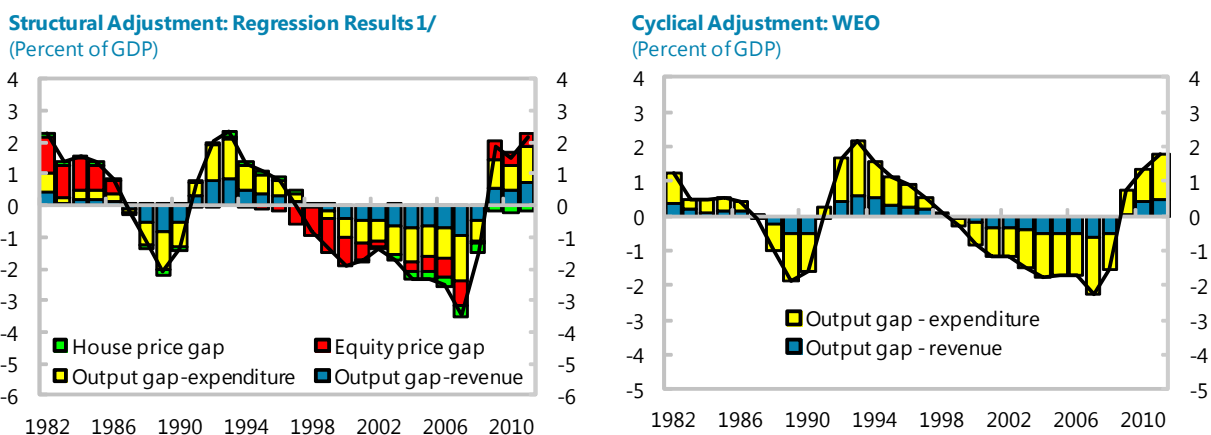 Structural Adjustment: Regression Results 1/
(Percent of GDP)
4 4
3 3
2 2
1 1
0 0
-1 -1
-2 -2
-3 -3
-4 -4
-5 -5
-6 -6
House price gap Equity price gap
Output gap-expenditure Output gap-revenue
1982 1986 1990 1994 1998 2002 2006 2010
Cyclical Adjustment: WEO
(Percent of GDP)
4 4
3 3
2 2
1 1
0 0
-1 -1
-2 -2
-3 -3
-4 -4
-5 -5
Output gap - expenditure
Output gap - revenue
1982 1986 1990 1994 1998 2002 2006 2010